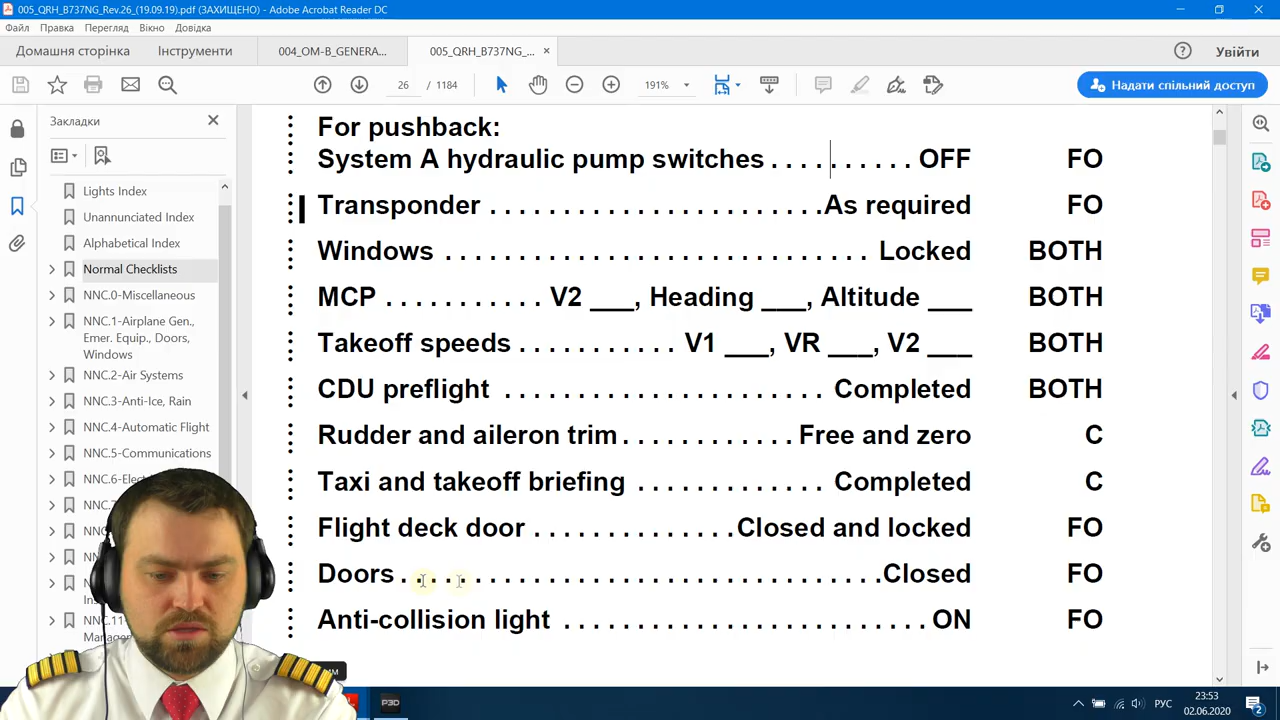 005_QRH_B737NG_Rev.26_(19.09.19).pdf (ЗАХИЩЕНО) - Adobe Acrobat Reader DC
Файл Правка Перегляд Вікно Довідка
Домашня сторінка Інструменти 004_OM-B_GENERA... 005_QRH_B737NG_... × Увійти
26 / 1184 191% Надати спільний доступ
Закладки
Lights Index
Unannunciated Index
Alphabetical Index
Normal Checklists
NNC.0-Miscellaneous
NNC.1-Airplane Gen.,
Emer. Equip., Doors,
Windows
NNC.2-Air Systems
NNC.3-Anti-Ice, Rain
NNC.4-Automatic Flight
NNC.5-Communications
For pushback:
System A hydraulic pump switches . . . . . . . . . . OFF FO
Transponder . . . . . . . . . . . . . . . . . . . . . . .As required FO
Windows . . . . . . . . . . . . . . . . . . . . . . . . . . . . . Locked BOTH
MCP . . . . . . . . . . . V2 ___, Heading ___, Altitude ___ BOTH
Takeoff speeds . . . . . . . . . . . V1 ___, VR ___, V2 ___ BOTH
CDU preflight . . . . . . . . . . . . . . . . . . . . . . Completed BOTH
Rudder and aileron trim . . . . . . . . . . . . Free and zero C
Taxi and takeoff briefing . . . . . . . . . . . . . Completed C
Flight deck door . . . . . . . . . . . . . . Closed and locked FO
Doors . . . . . . . . . . . . . . . . . . . . . . . . . . . . . . . . .Closed FO
Anti-collision light . . . . . . . . . . . . . . . . . . . . . . . . . ON FO
P3D
РУС
23:53
02.06.2020
2